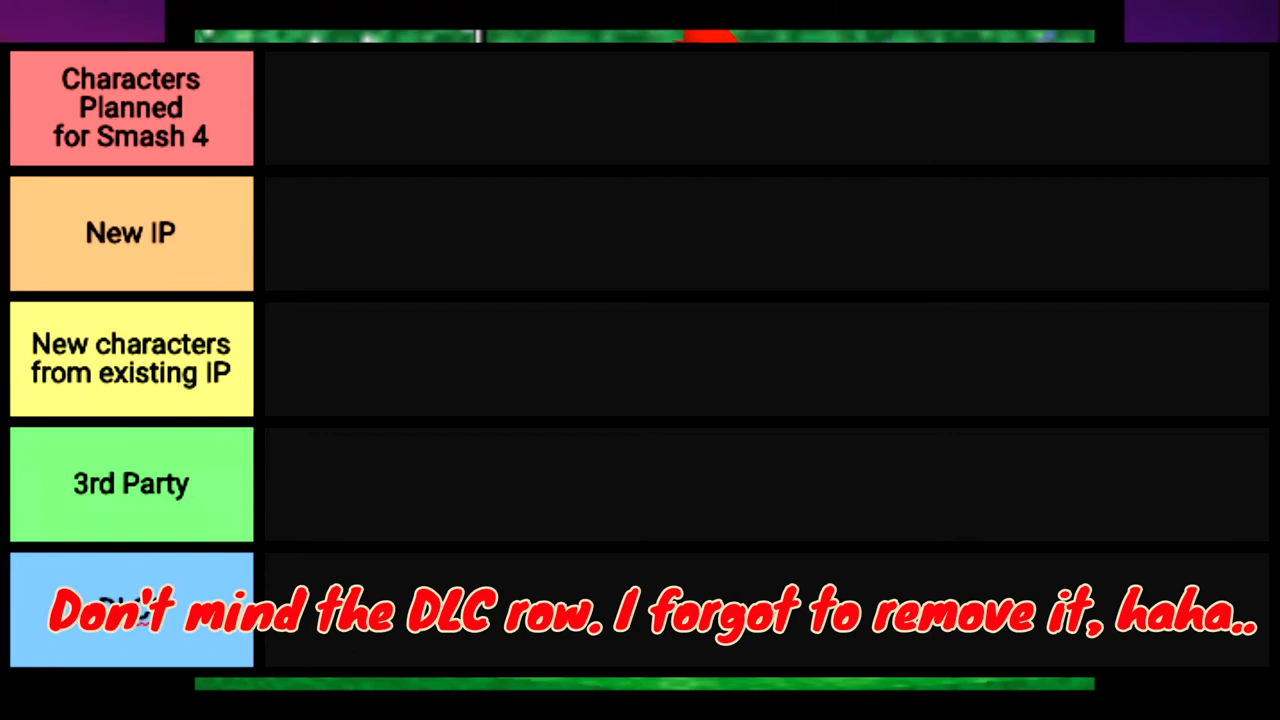 Characters
Planned
for Smash 4
New IP
New characters
from existing IP
3rd Party
Don't mind the DLC row. I forgot to remove it, haha..